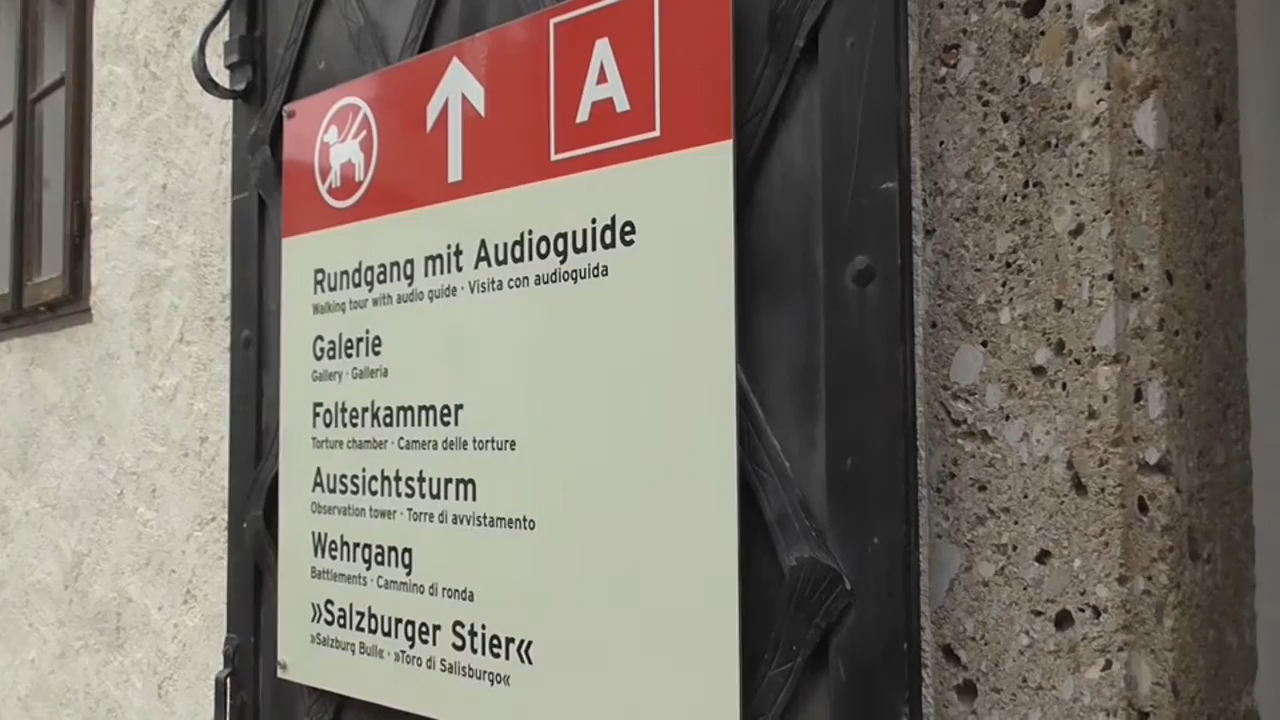 A
Rundgang mit Audioguide
Walking tour with audio guide · Visita con audioguida
Galerie
Gallery · Galleria
Folterkammer
Torture chamber · Camera delle torture
Aussichtsturm
Observation tower · Torre di avvistamento
Wehrgang
Battlements · Cammino di ronda
»Salzburger Stier«
»Salzburg Bull« · »Toro di Salisburgo«